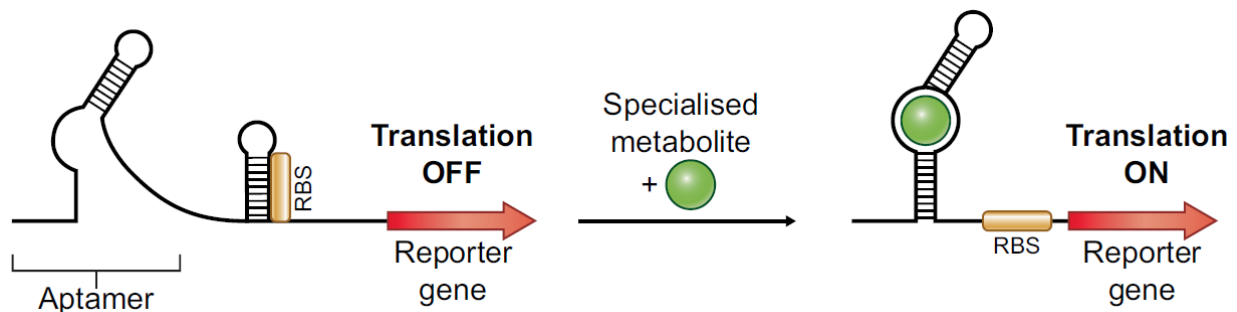 Translation
OFF
RBS
Reporter
gene
Aptamer
Specialised
metabolite
+
Translation
ON
RBS
Reporter
gene